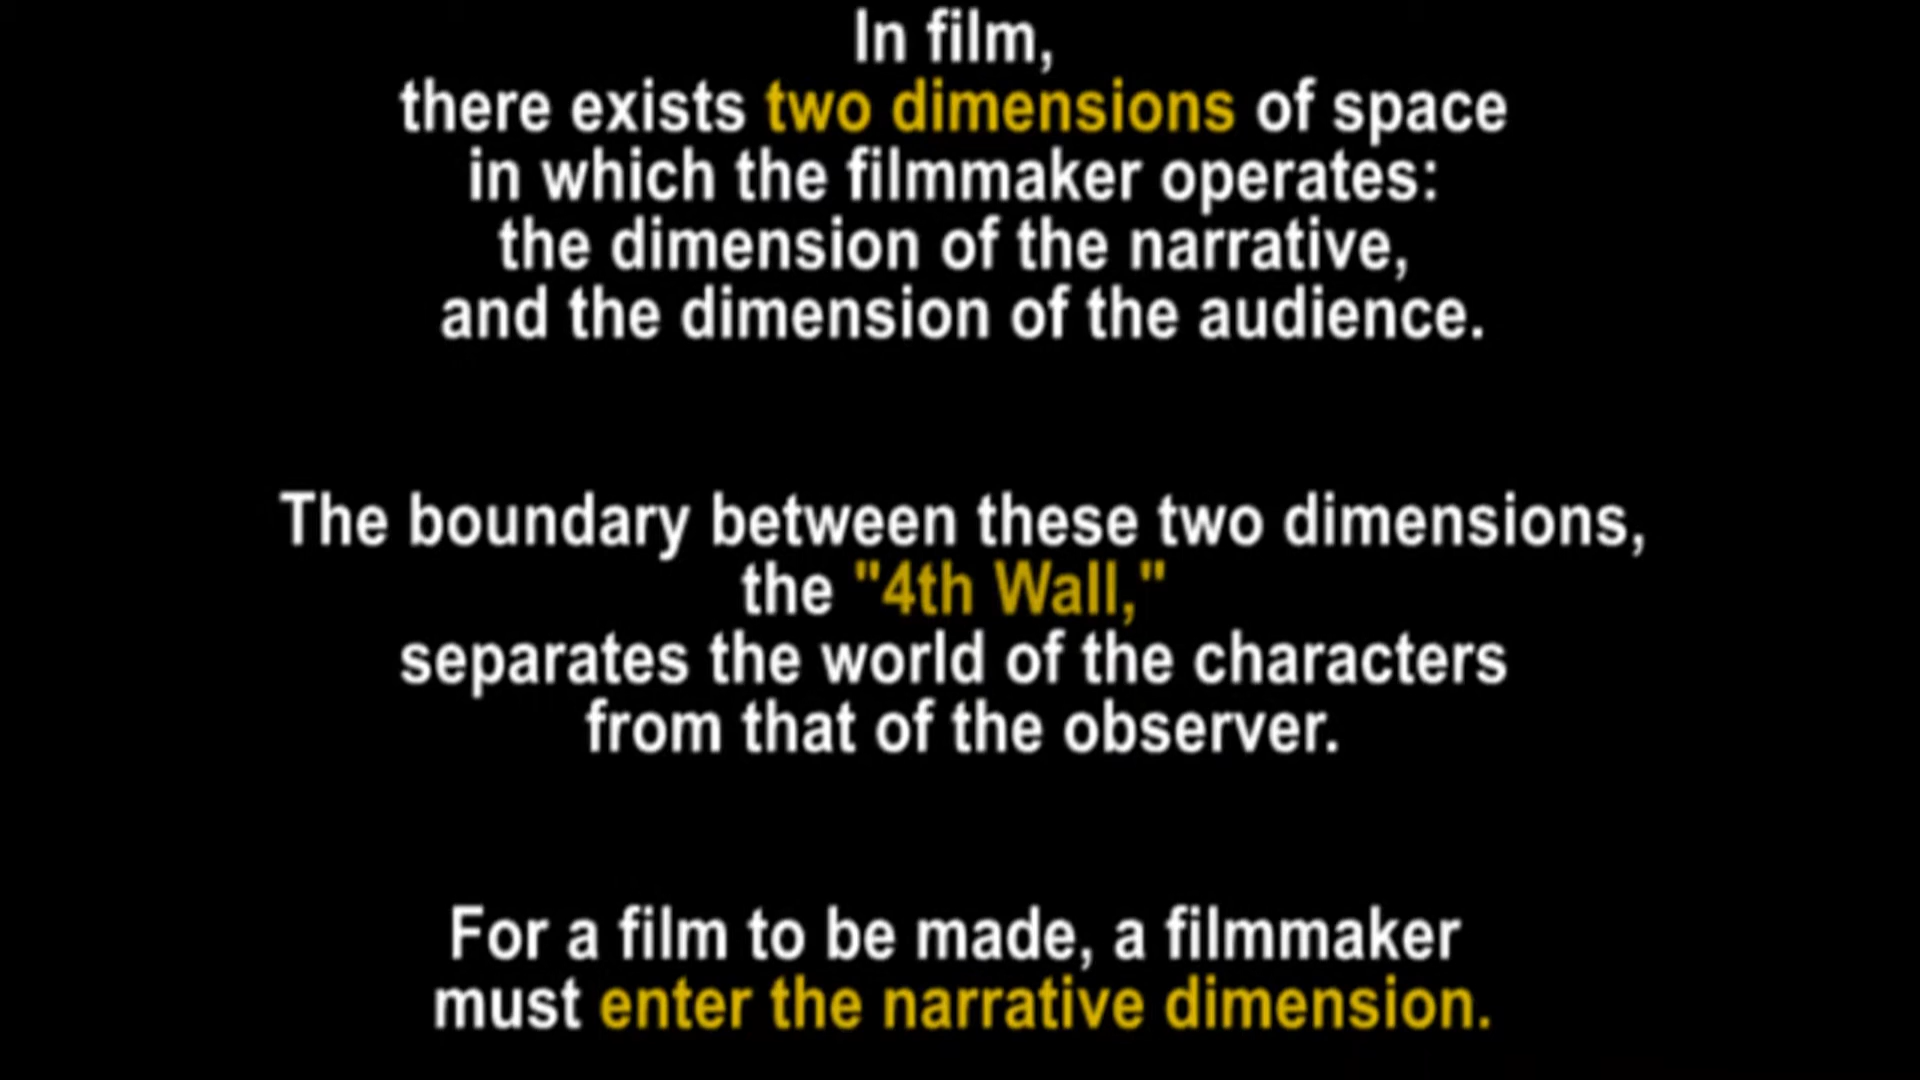 In film,
there exists two dimensions of space
in which the filmmaker operates:
the dimension of the narrative,
and the dimension of the audience.
The boundary between these two dimensions,
the "4th Wall,"
separates the world of the characters
from that of the observer.
For a film to be made, a filmmaker
must enter the narrative dimension.